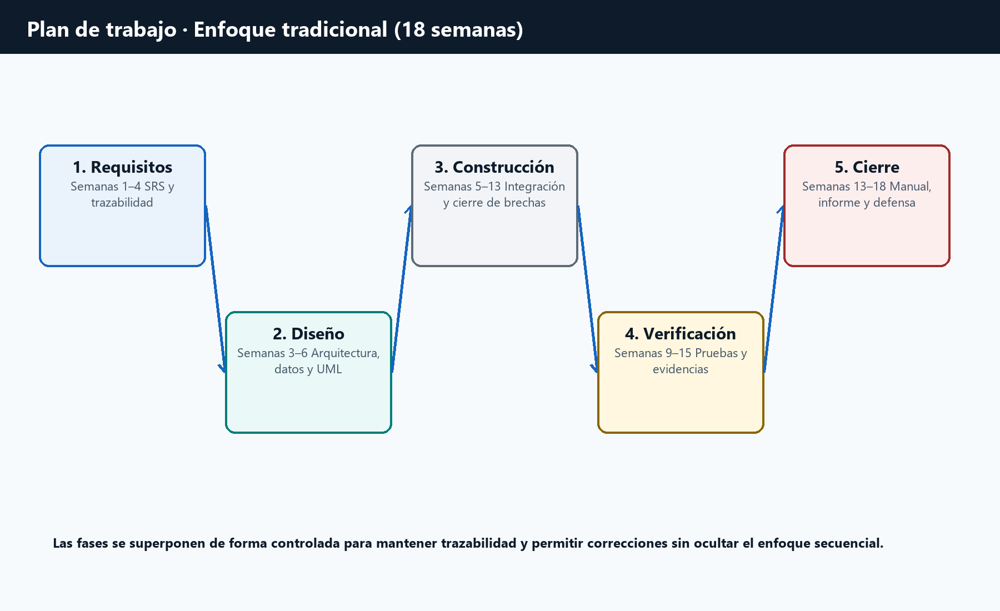 Plan de trabajo · Enfoque tradicional (18 semanas)
1. Requisitos
Semanas 1–4 SRS y
trazabilidad
2. Diseño
Semanas 3–6 Arquitectura,
datos y UML
3. Construcción
Semanas 5–13 Integración
y cierre de brechas
4. Verificación
Semanas 9–15 Pruebas y
evidencias
5. Cierre
Semanas 13–18 Manual,
informe y defensa
Las fases se superponen de forma controlada para mantener trazabilidad y permitir correcciones sin ocultar el enfoque secuencial.